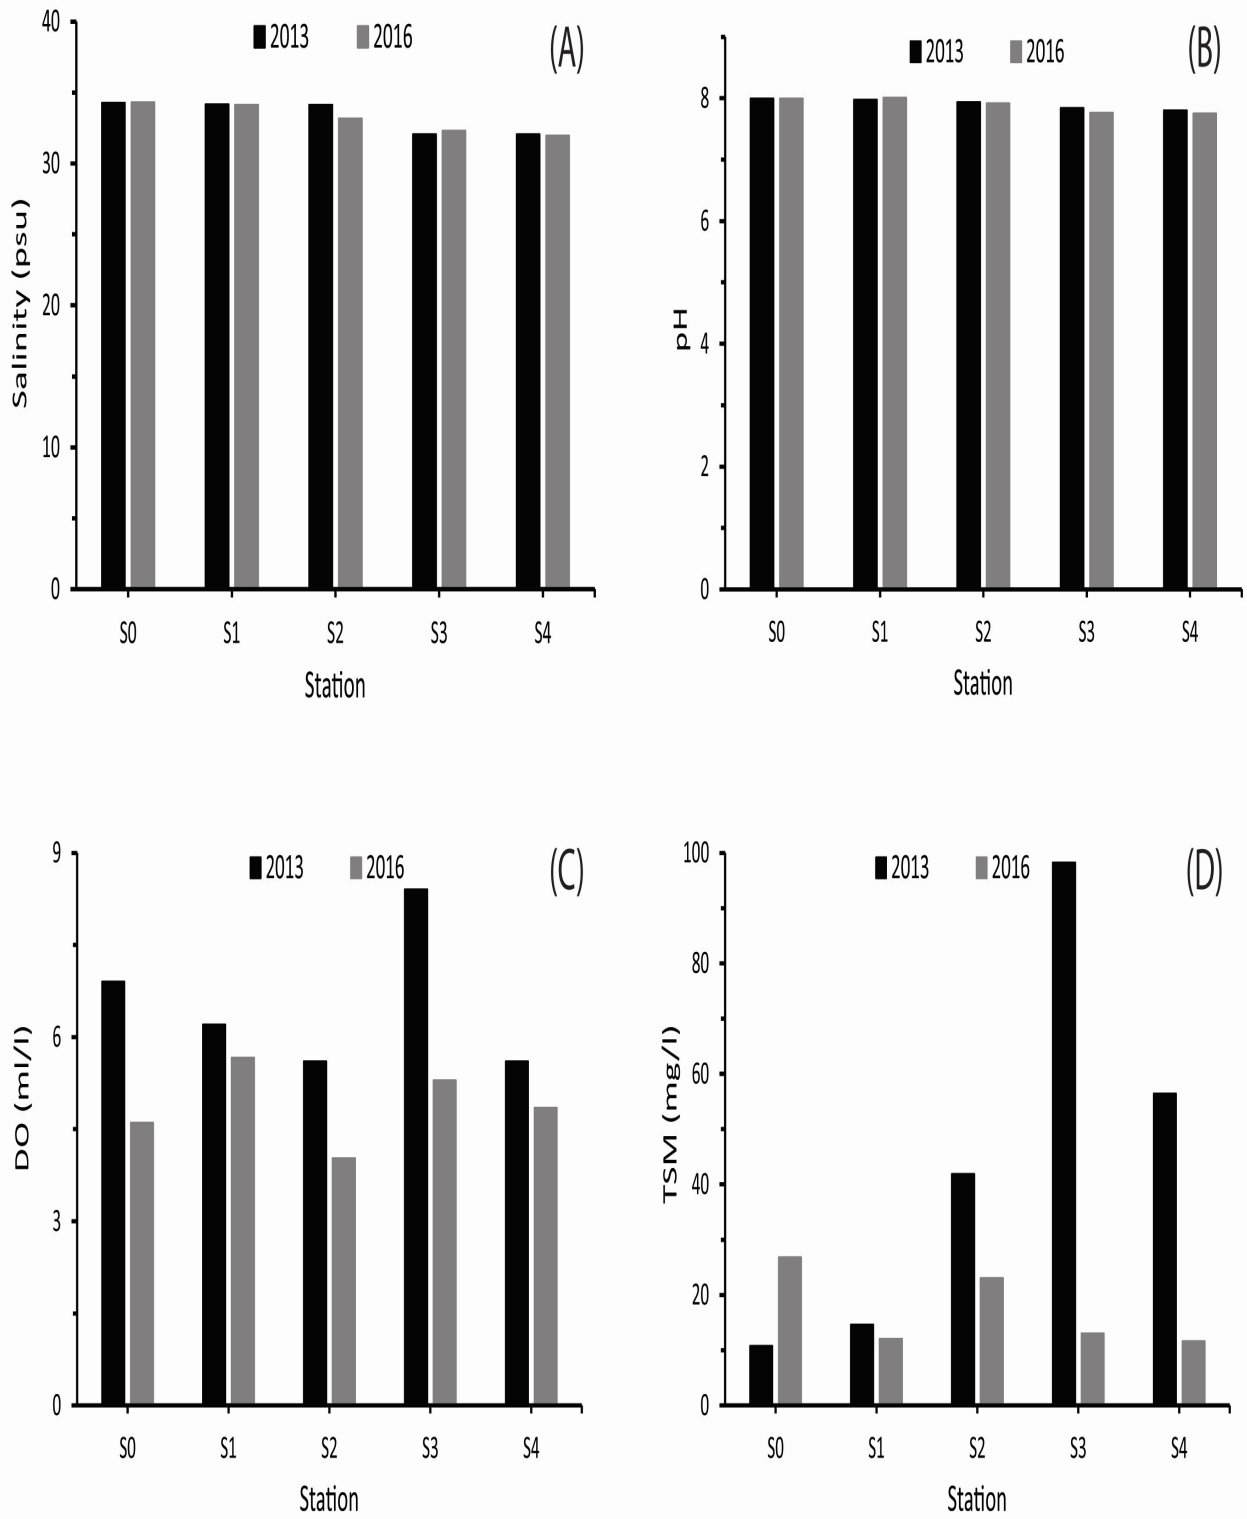 2013 2016 (A)
40
30
20
10
0
Salinity (psu)
S0 S1 S2 S3 S4
Station
2013 2016 (B)
8
6
4
2
0
pH
S0 S1 S2 S3 S4
Station
2013 2016 (C)
9
6
3
0
DO (ml/l)
S0 S1 S2 S3 S4
Station
2013 2016 (D)
100
80
60
40
20
0
TSM (mg/l)
S0 S1 S2 S3 S4
Station